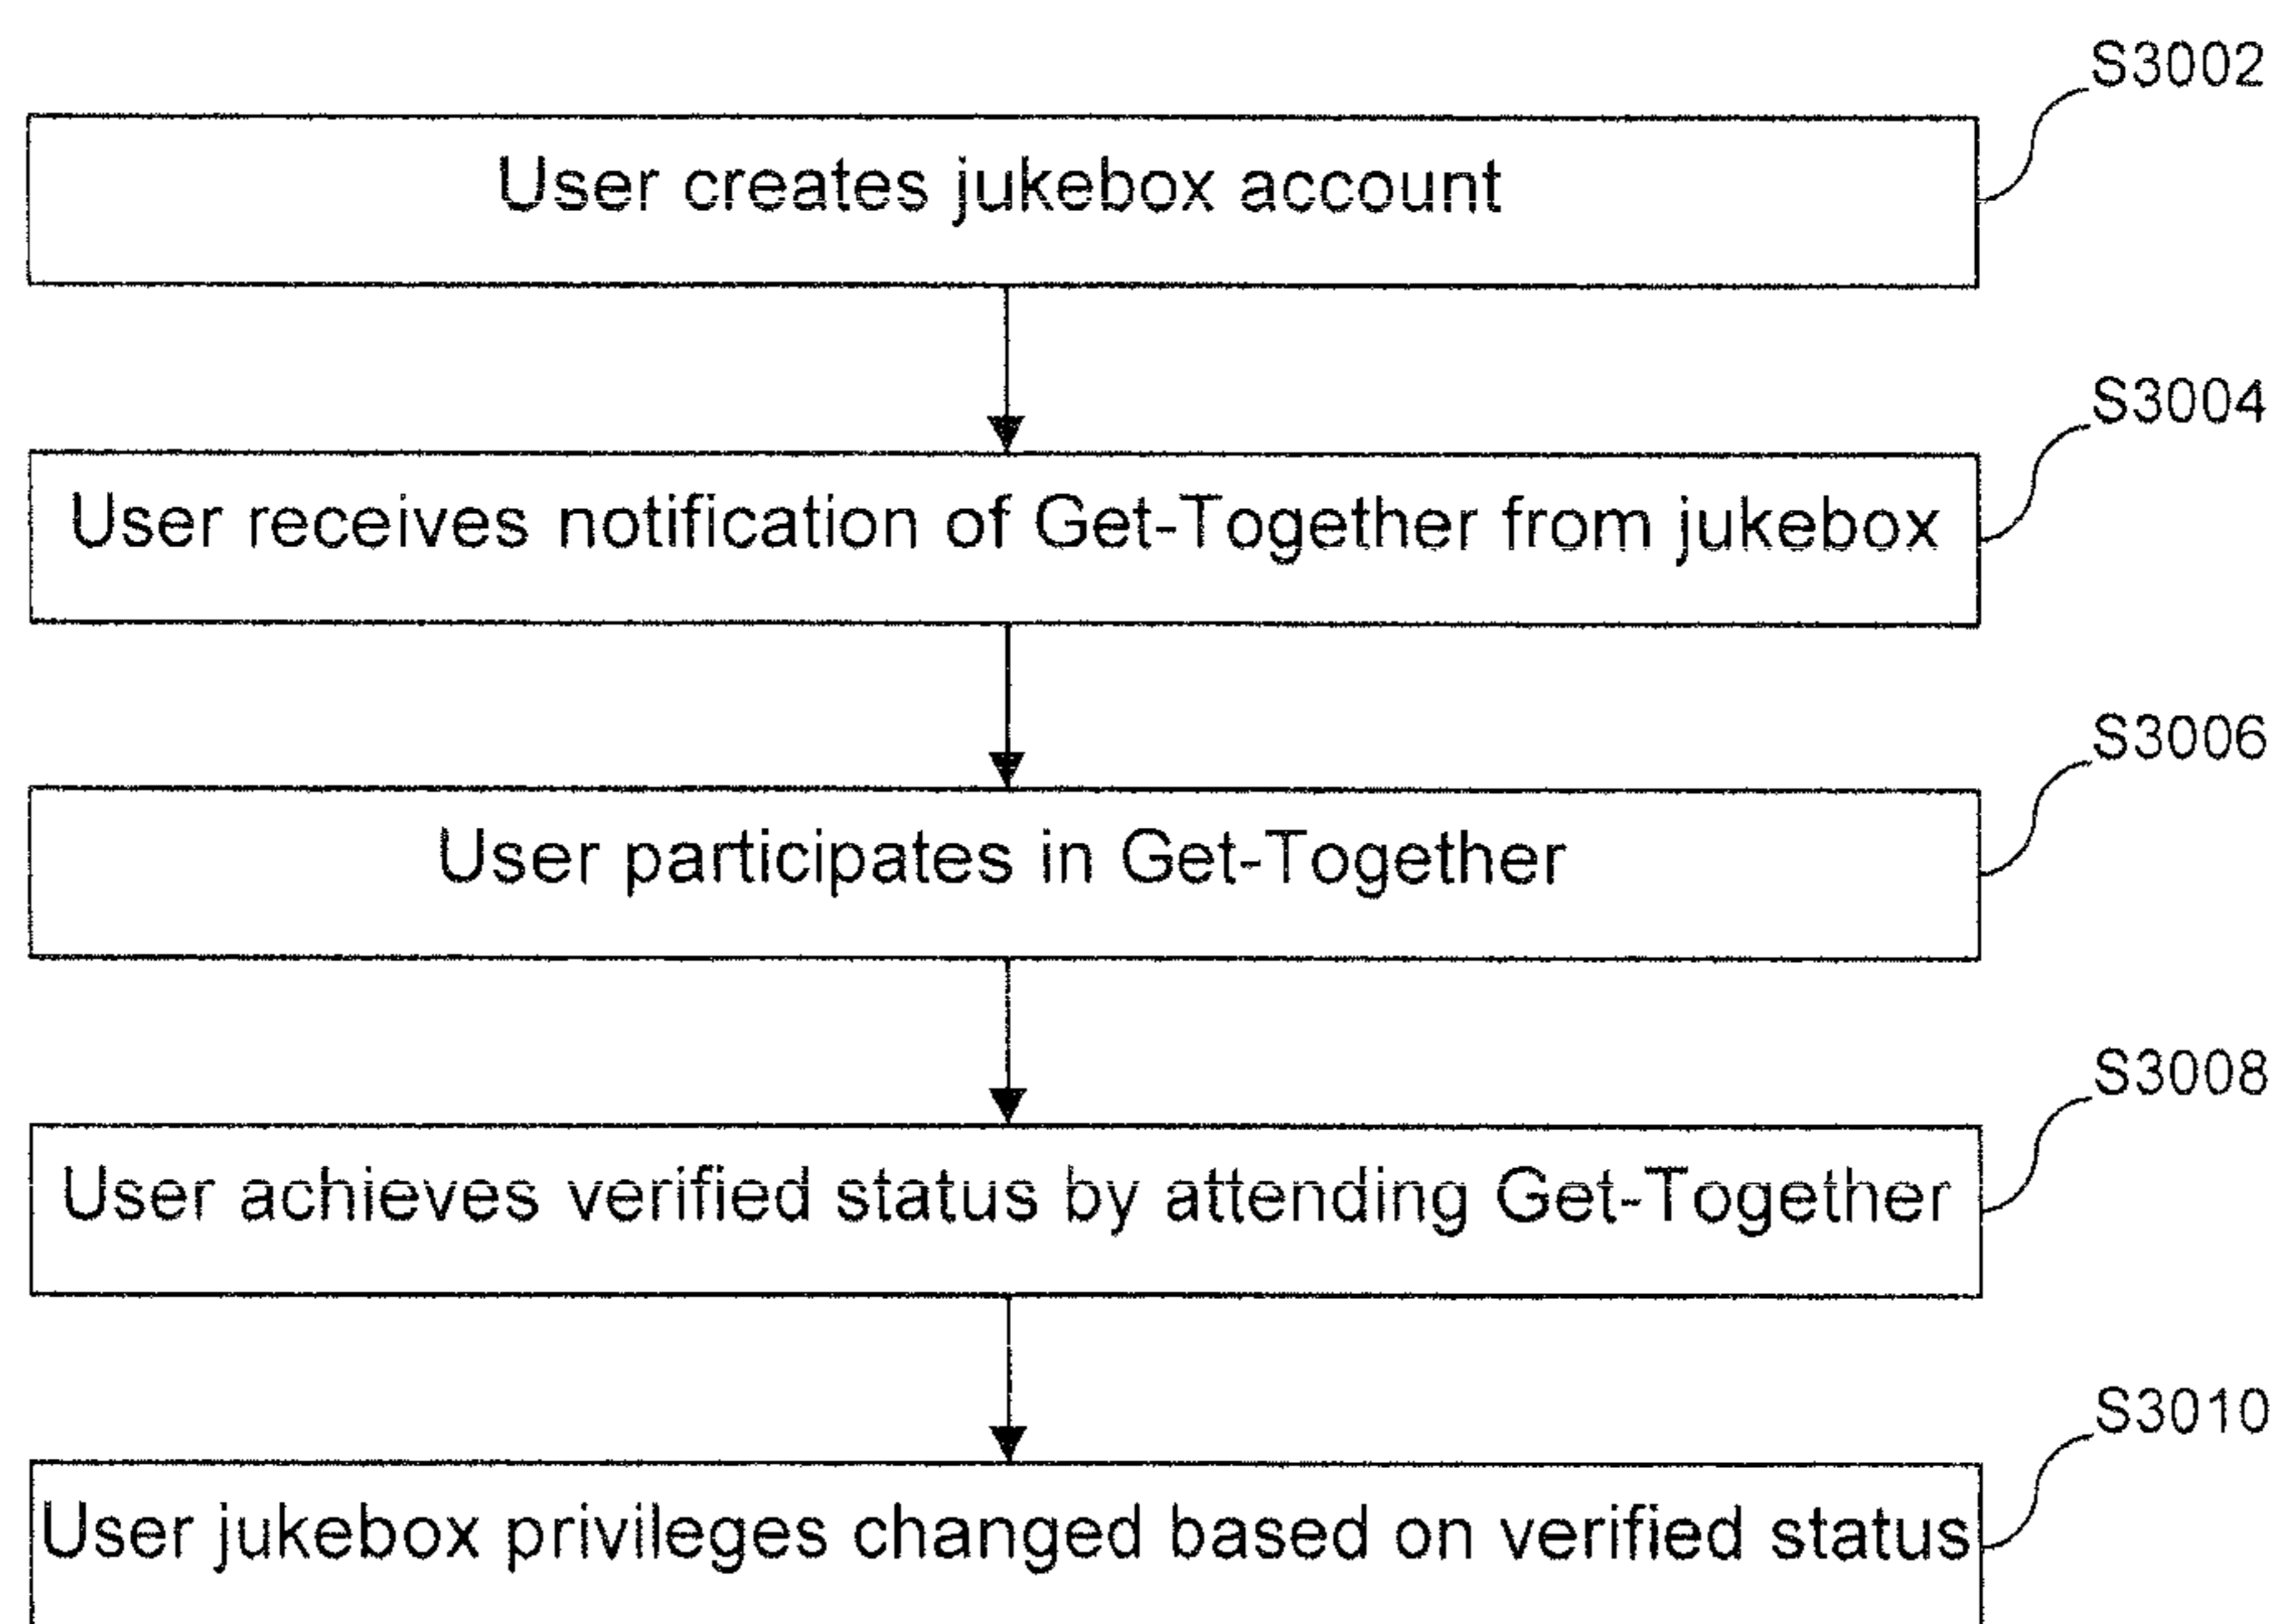 S3002
User creates jukebox account
S3004
User receives notification of Get-Together from jukebox
S3006
User participates in Get-Together
S3008
User achieves verified status by attending Get-Together
S3010
User jukebox privileges changed based on verified status